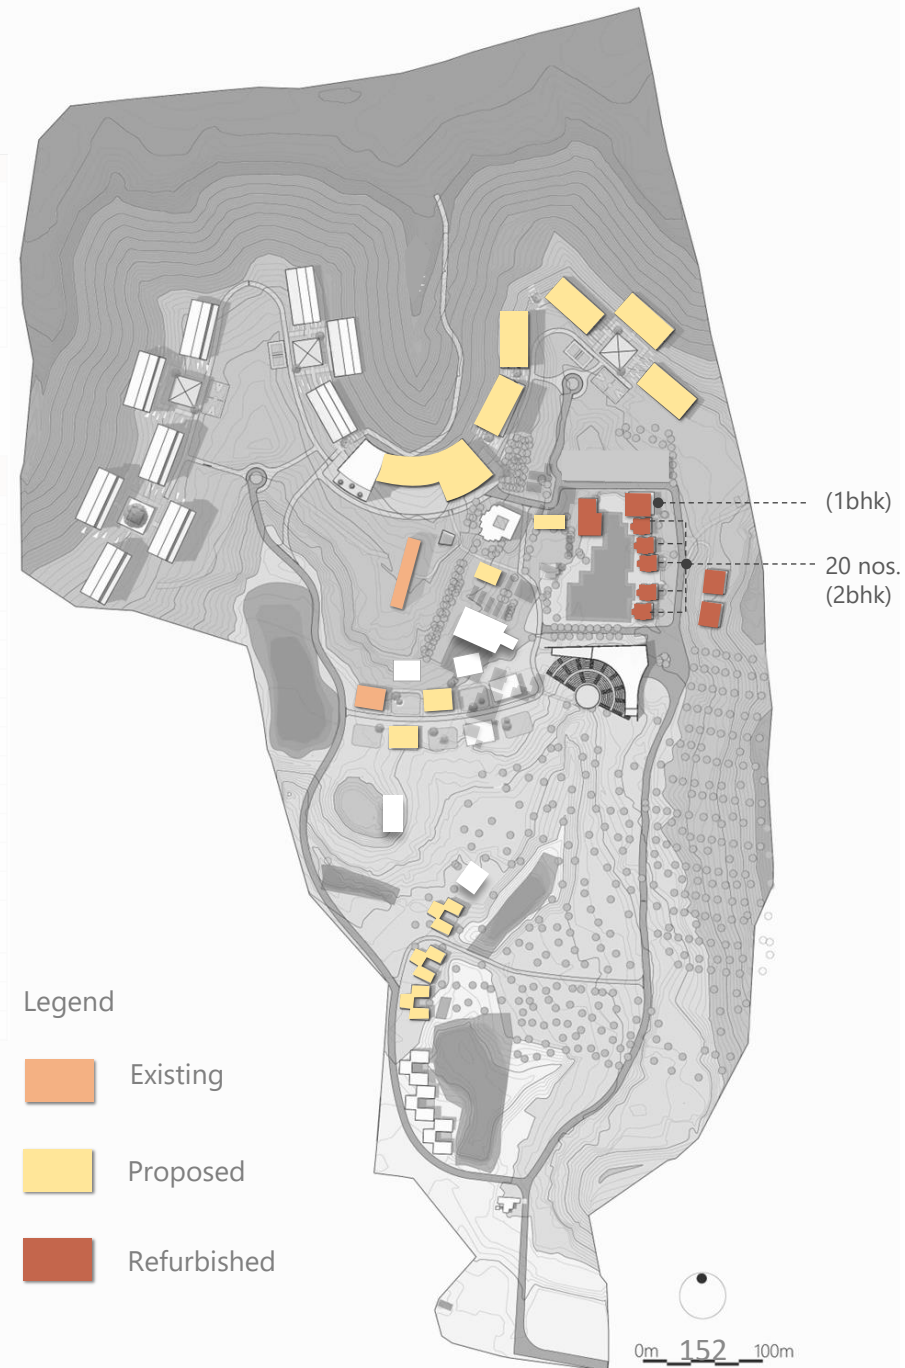 (1bhk)
20 nos.
(2bhk)
Legend
Existing
Proposed
Refurbished
0m 152 100m